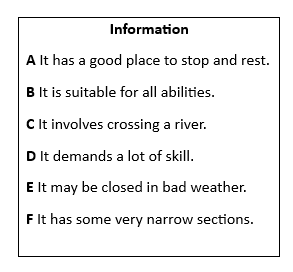 Information
A It has a good place to stop and rest.
B It is suitable for all abilities.
C It involves crossing a river.
D It demands a lot of skill.
E It may be closed in bad weather.
F It has some very narrow sections.